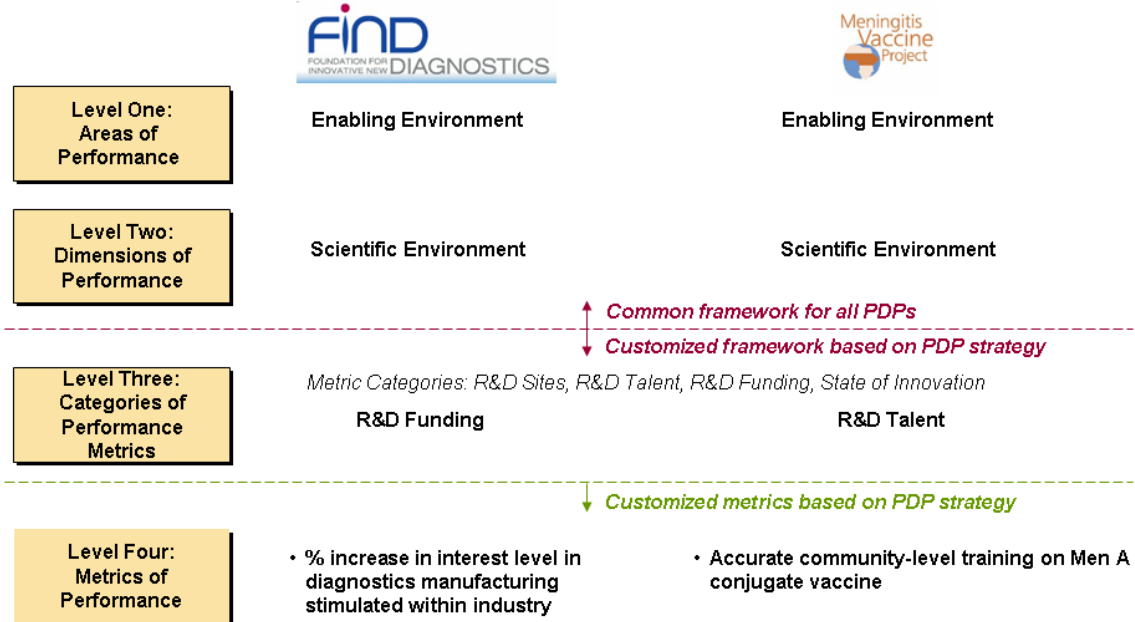 FiND
FOUNDATION FOR
INNOVATIVE NEW DIAGNOSTICS
Meningitis
Vaccine
Project
Level One:
Areas of
Performance
Enabling Environment
Enabling Environment
Level Two:
Dimensions of
Performance
Scientific Environment
Scientific Environment
Common framework for all PDPs
Customized framework based on PDP strategy
Level Three:
Categories of
Performance
Metrics
Metric Categories: R&D Sites, R&D Talent, R&D Funding, State of Innovation
R&D Funding
R&D Talent
Customized metrics based on PDP strategy
Level Four:
Metrics of
Performance
• % increase in interest level in
diagnostics manufacturing
stimulated within industry
• Accurate community-level training on Men A
conjugate vaccine